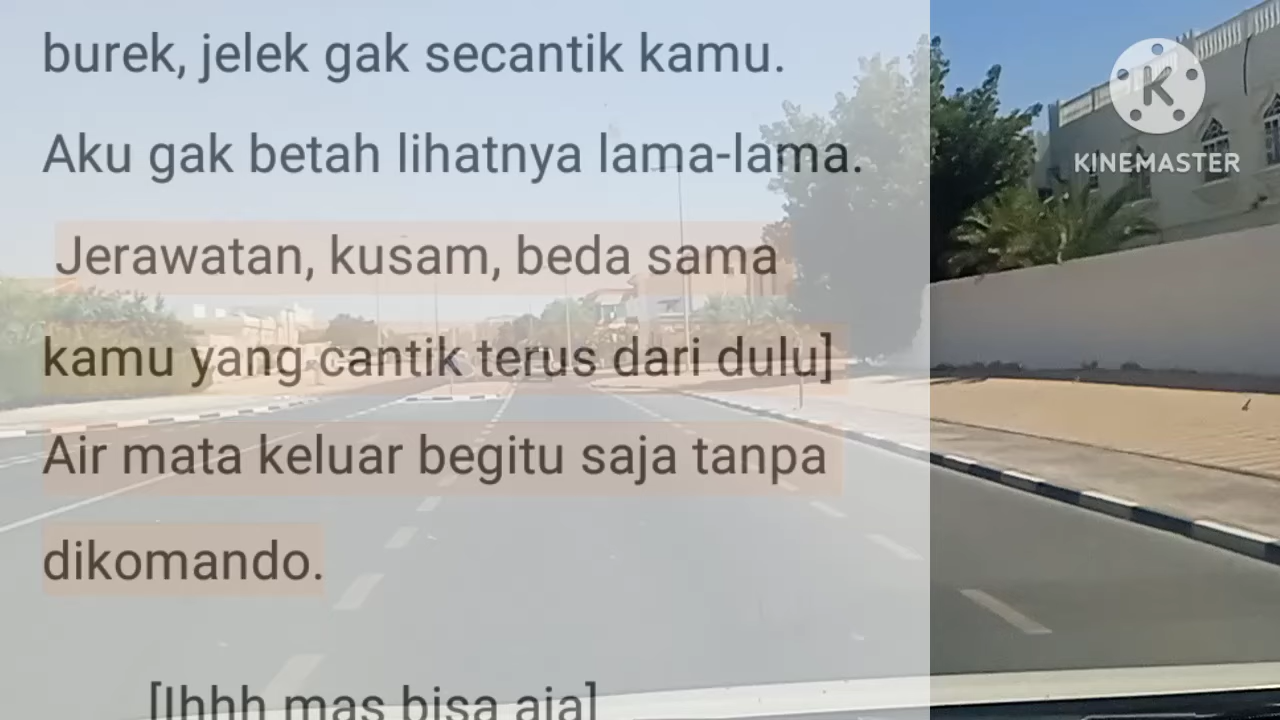 burek, jelek gak secantik kamu.
Aku gak betah lihatnya lama-lama.
Jerawatan, kusam, beda sama
kamu yang cantik terus dari dulu]
Air mata keluar begitu saja tanpa
dikomando.
[Ihhh mas bisa aja]
KINEMASTER